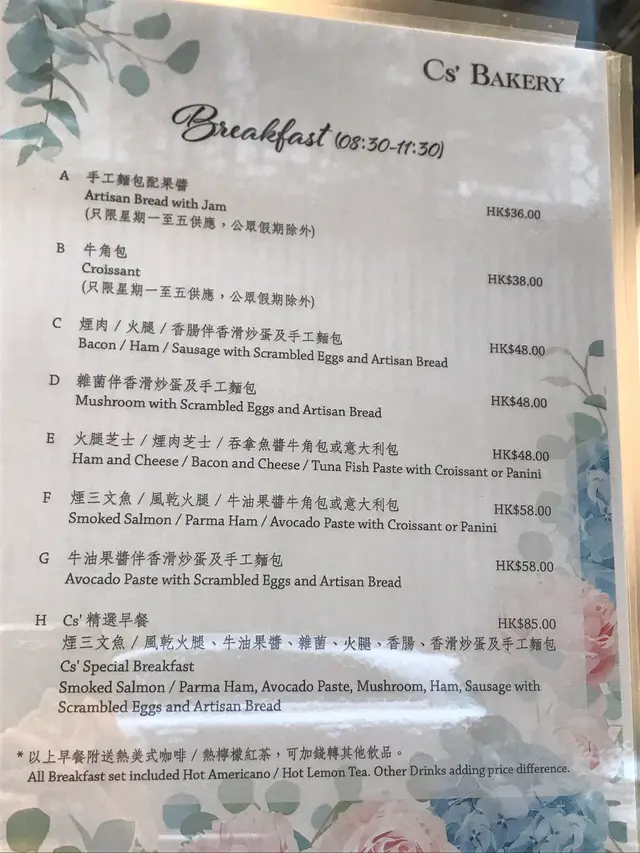 Cs' BAKERY
Breakfast (08:30-11:30)
A 手工麵包配果醬
Artisan Bread with Jam HK$36.00
(只限星期一至五供應，公眾假期除外)
B 牛角包
Croissant HK$38.00
(只限星期一至五供應，公眾假期除外)
C 煙肉 / 火腿 / 香腸伴香滑炒蛋及手工麵包 HK$48.00
Bacon / Ham / Sausage with Scrambled Eggs and Artisan Bread
D 雜菌伴香滑炒蛋及手工麵包 HK$48.00
Mushroom with Scrambled Eggs and Artisan Bread
E 火腿芝士 / 煙肉芝士 / 吞拿魚醬牛角包或意大利包 HK$48.00
Ham and Cheese / Bacon and Cheese / Tuna Fish Paste with Croissant or Panini
F 煙三文魚 / 風乾火腿 / 牛油果醬牛角包或意大利包 HK$58.00
Smoked Salmon / Parma Ham / Avocado Paste with Croissant or Panini
G 牛油果醬伴香滑炒蛋及手工麵包 HK$58.00
Avocado Paste with Scrambled Eggs and Artisan Bread
H Cs' 精選早餐 HK$85.00
煙三文魚 / 風乾火腿、牛油果醬、雜菌、火腿、香腸、香滑炒蛋及手工麵包
Cs' Special Breakfast
Smoked Salmon / Parma Ham, Avocado Paste, Mushroom, Ham, Sausage with
Scrambled Eggs and Artisan Bread
* 以上早餐附送熱美式咖啡 / 熱檸檬紅茶，可加錢轉其他飲品。
All Breakfast set included Hot Americano / Hot Lemon Tea. Other Drinks adding price difference.